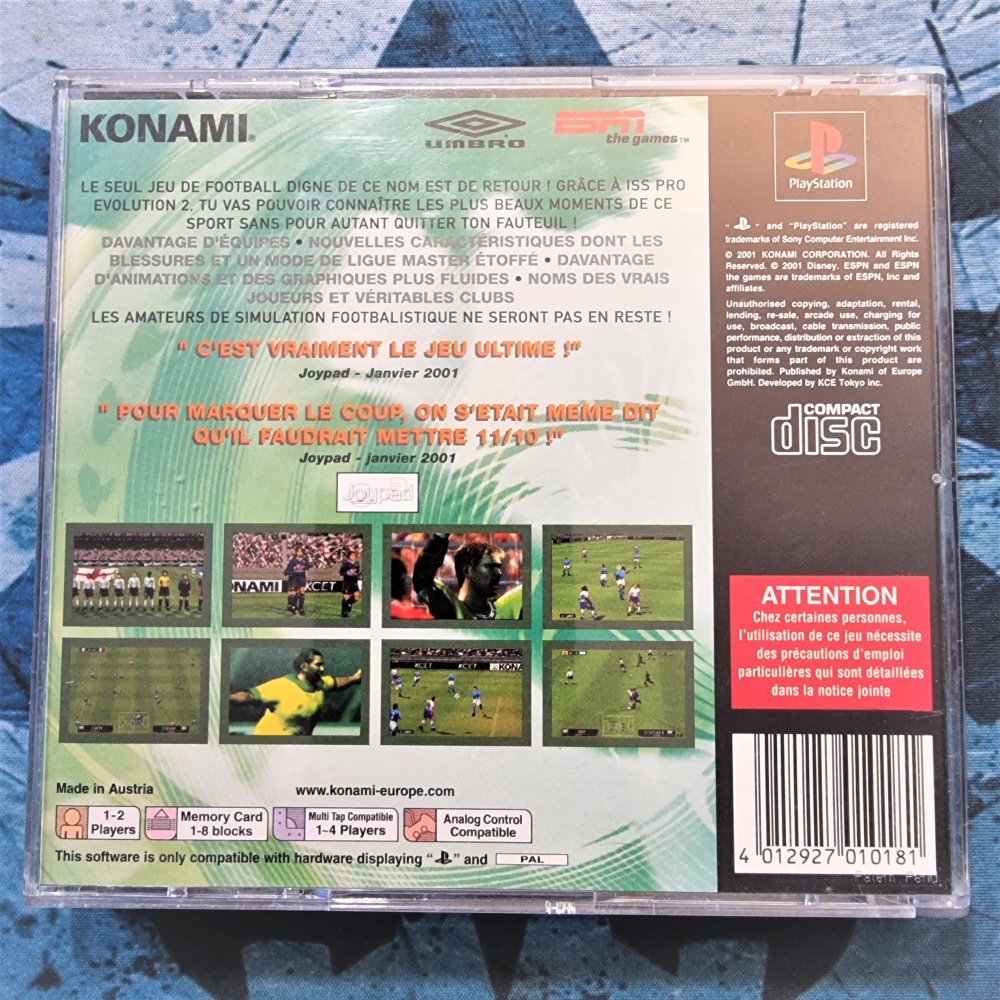 KONAMI®
UMBRO
ESPN
the games™
LE SEUL JEU DE FOOTBALL DIGNE DE CE NOM EST DE RETOUR ! GRÂCE À ISS PRO
EVOLUTION 2, TU VAS POUVOIR CONNAÎTRE LES PLUS BEAUX MOMENTS DE CE
SPORT SANS POUR AUTANT QUITTER TON FAUTEUIL !
DAVANTAGE D'ÉQUIPES • NOUVELLES CARACTÉRISTIQUES DONT LES
BLESSURES ET UN MODE DE LIGUE MASTER ÉTOFFÉ • DAVANTAGE
D'ANIMATIONS ET DES GRAPHIQUES PLUS FLUIDES • NOMS DES VRAIS
JOUEURS ET VÉRITABLES CLUBS
LES AMATEURS DE SIMULATION FOOTBALISTIQUE NE SERONT PAS EN RESTE !
" C'EST VRAIMENT LE JEU ULTIME !"
Joypad - Janvier 2001
" POUR MARQUER LE COUP, ON S'ETAIT MEME DIT
QU'IL FAUDRAIT METTRE 11/10 !"
Joypad - janvier 2001
Joypad
KONAMI KCET
KCET KCET KONA
Made in Austria
www.konami-europe.com
1-2
Players
Memory Card
1-8 blocks
Multi Tap Compatible
1~4 Players
Analog Control
Compatible
This software is only compatible with hardware displaying " " and PAL
PlayStation
" " and "PlayStation" are registered
trademarks of Sony Computer Entertainment Inc.
© 2001 KONAMI CORPORATION. All Rights
Reserved. © 2001 Disney. ESPN and ESPN
the games are trademarks of ESPN, Inc and
affiliates.
Unauthorised copying, adaptation, rental,
lending, re-sale, arcade use, charging for
use, broadcast, cable transmission, public
performance, distribution or extraction of this
product or any trademark or copyright work
that forms part of this product are
prohibited. Published by Konami of Europe
GmbH. Developed by KCE Tokyo inc.
COMPACT
disc
ATTENTION
Chez certaines personnes,
l'utilisation de ce jeu nécessite
des précautions d'emploi
particulières qui sont détaillées
dans la notice jointe
4 012927 010181